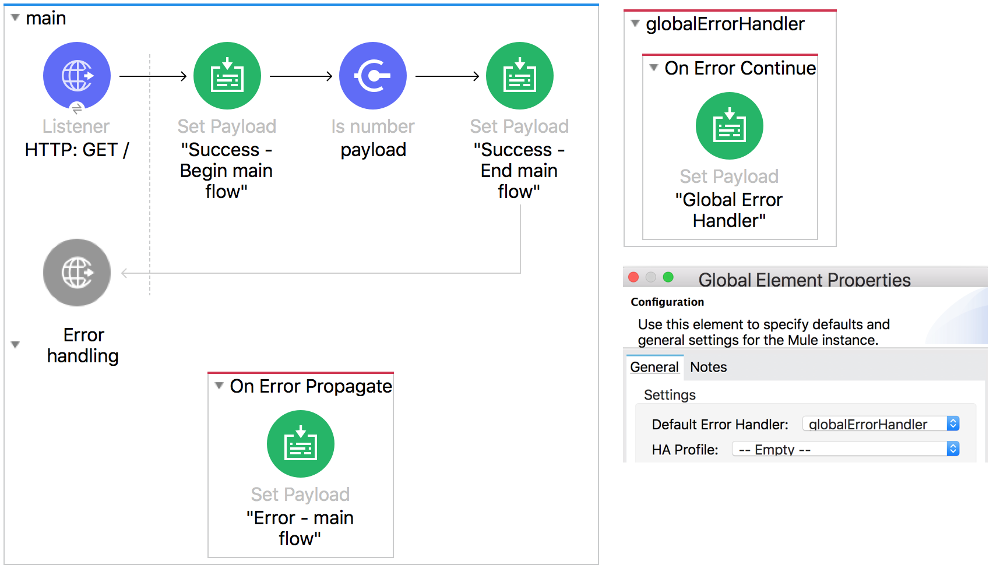 main
Listener
HTTP: GET /
Set Payload
"Success -
Begin main
flow"
Is number
payload
Set Payload
"Success -
End main
flow"
Error
handling
On Error Propagate
Set Payload
"Error - main
flow"
globalErrorHandler
On Error Continue
Set Payload
"Global Error
Handler"
Global Element Properties
Configuration
Use this element to specify defaults and
general settings for the Mule instance.
General Notes
Settings
Default Error Handler: globalErrorHandler
HA Profile: -- Empty --